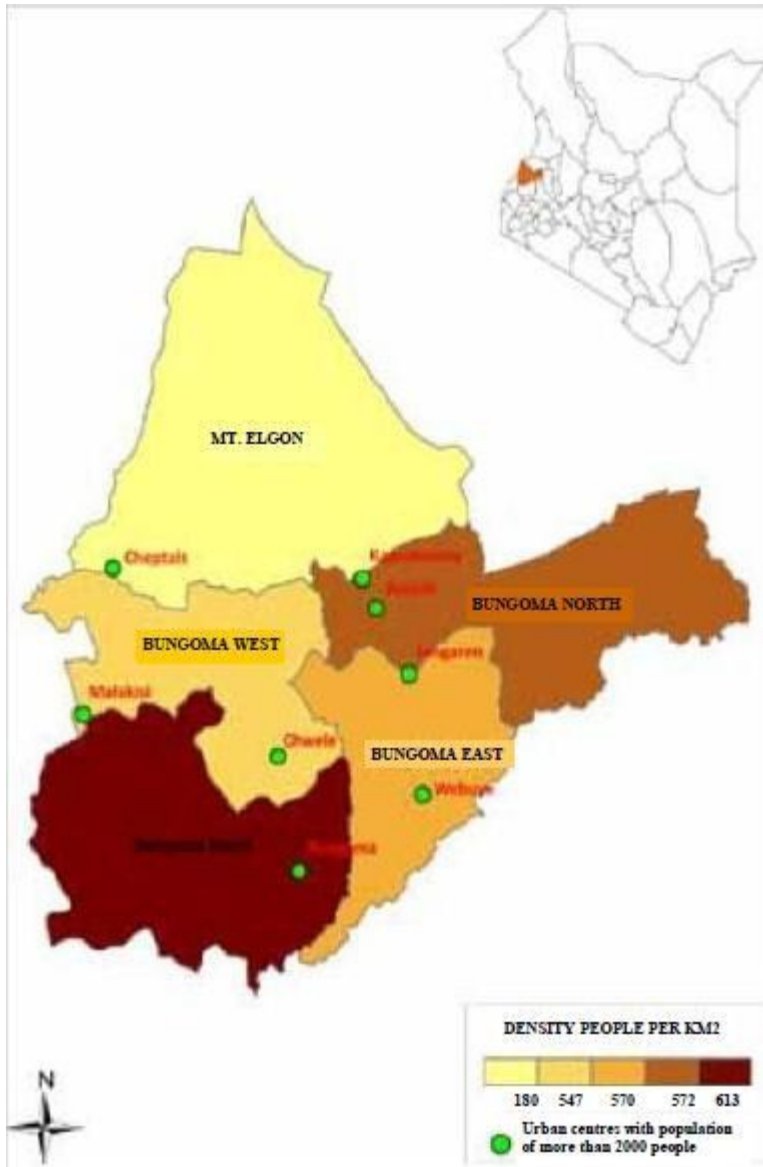 MT. ELGON
Cheptais
BUNGOMA NORTH
BUNGOMA WEST
Malakisi
Chwele
BUNGOMA EAST
Webuye
DENSITY PEOPLE PER KM2
180 547 570 572 613
N
Urban centres with population
of more than 2000 people